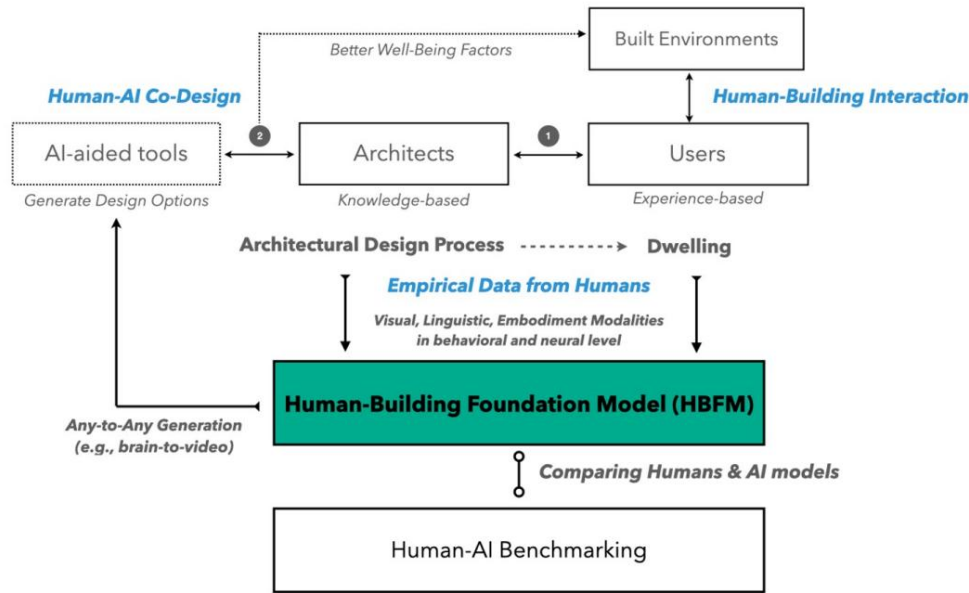 Built Environments
Better Well-Being Factors
Human-AI Co-Design
Human-Building Interaction
2
1
AI-aided tools
Architects
Users
Generate Design Options
Knowledge-based
Experience-based
Architectural Design Process
Dwelling
Empirical Data from Humans
Visual, Linguistic, Embodiment Modalities
in behavioral and neural level
Human-Building Foundation Model (HBFM)
Any-to-Any Generation
(e.g., brain-to-video)
Comparing Humans & AI models
Human-AI Benchmarking